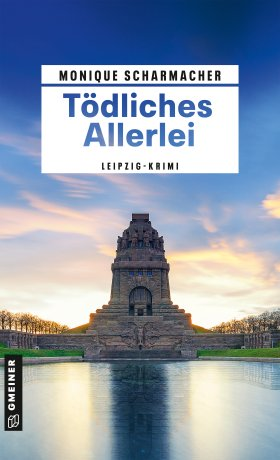 MONIQUE SCHARMACHER
Tödliches
Allerlei
LEIPZIG-KRIMI
GMEINER